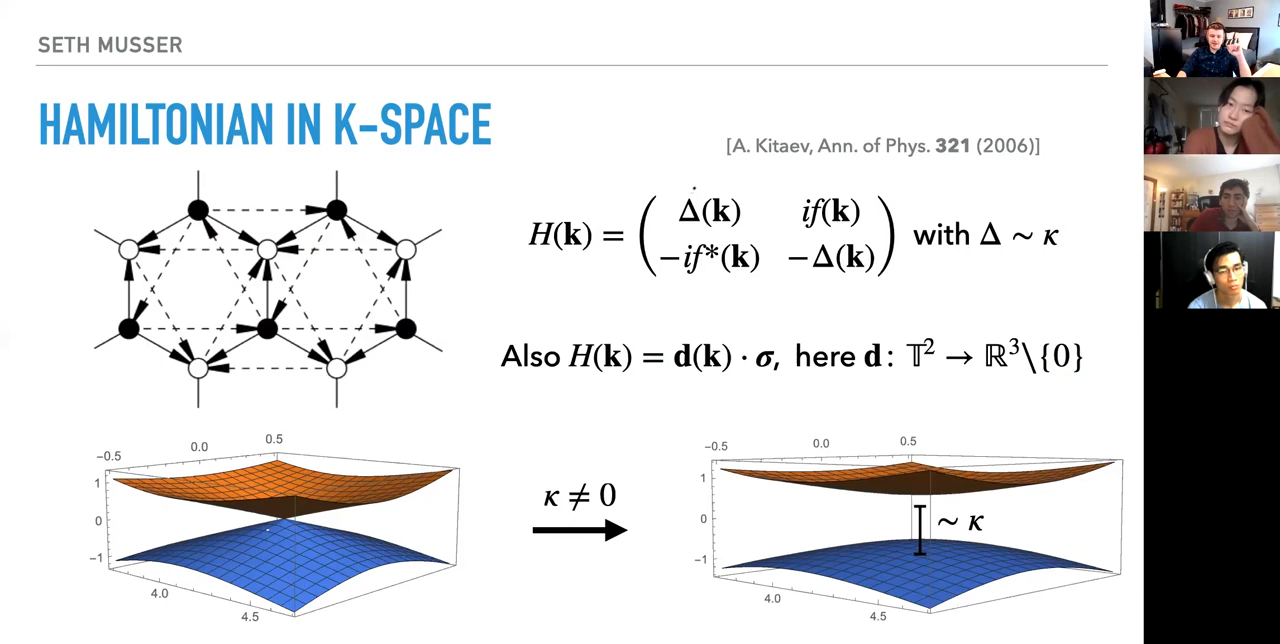 SETH MUSSER
HAMILTONIAN IN K-SPACE
[A. Kitaev, Ann. of Phys. 321 (2006)]
H(k) = ( Δ(k) if(k) −if*(k) −Δ(k) ) with Δ ~ κ
Also H(k) = d(k) · σ, here d: 𝕋² → ℝ³\{0}
−0.5 0.0 0.5
1
0
−1
4.0
4.5
κ ≠ 0
−0.5 0.0 0.5
1
0
−1
4.0
4.5
~ κ